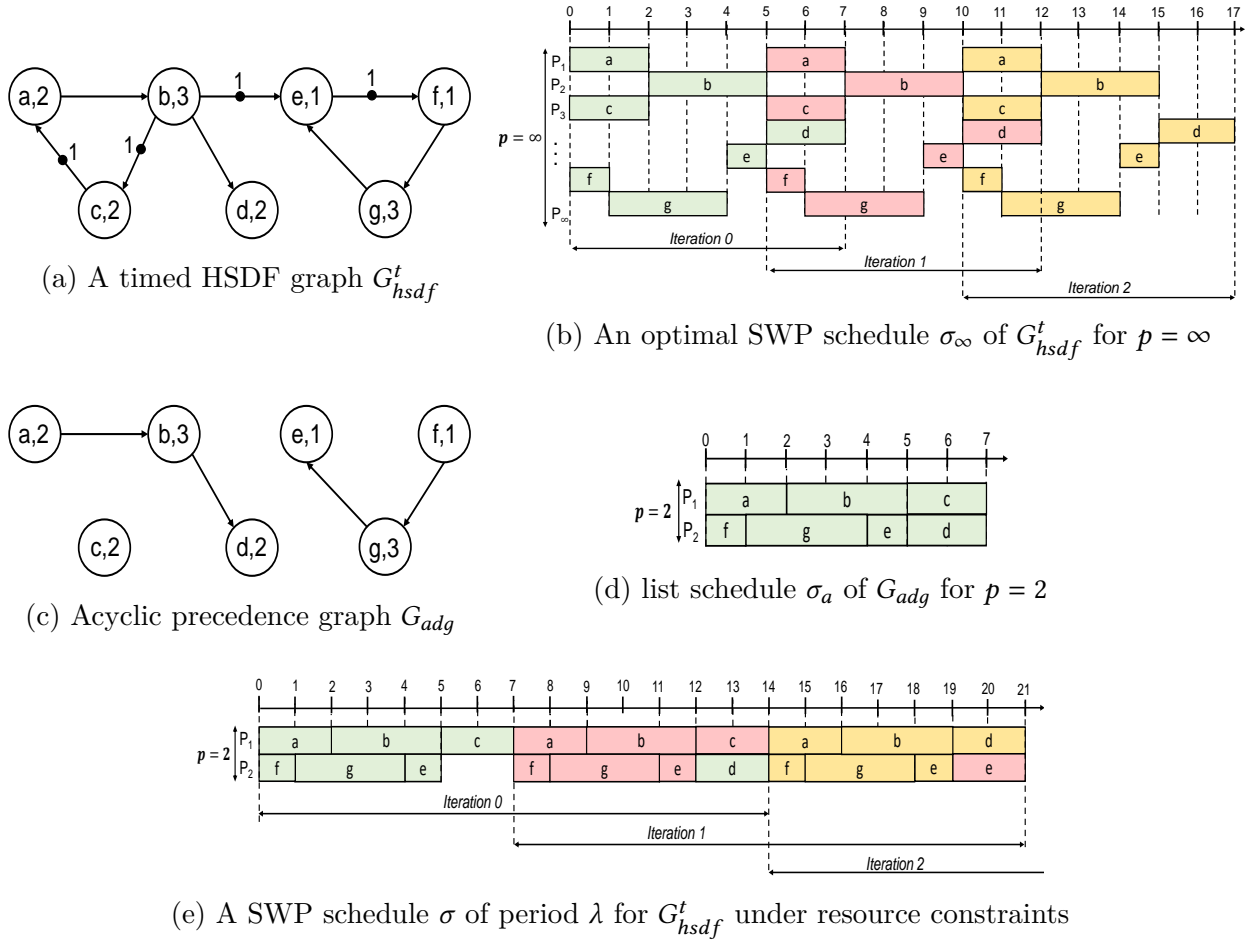 a,2
1
b,3
1
e,1
1
f,1
1
c,2
d,2
g,3
(a) A timed HSDF graph G^t_hsdf
0 1 2 3 4 5 6 7 8 9 10 11 12 13 14 15 16 17
p = ∞
P1 a a a
P2 b b b
P3 c c c
d d d
: e e e
f f f
P∞ g g g
Iteration 0
Iteration 1
Iteration 2
(b) An optimal SWP schedule σ∞ of G^t_hsdf for p = ∞
a,2 b,3 e,1 f,1
c,2 d,2 g,3
(c) Acyclic precedence graph G_adg
0 1 2 3 4 5 6 7
p = 2
P1 a b c
P2 f g e d
(d) list schedule σa of G_adg for p = 2
0 1 2 3 4 5 6 7 8 9 10 11 12 13 14 15 16 17 18 19 20 21
p = 2
P1 a b c a b c a b d
P2 f g e f g e d f g e e
Iteration 0
Iteration 1
Iteration 2
(e) A SWP schedule σ of period λ for G^t_hsdf under resource constraints